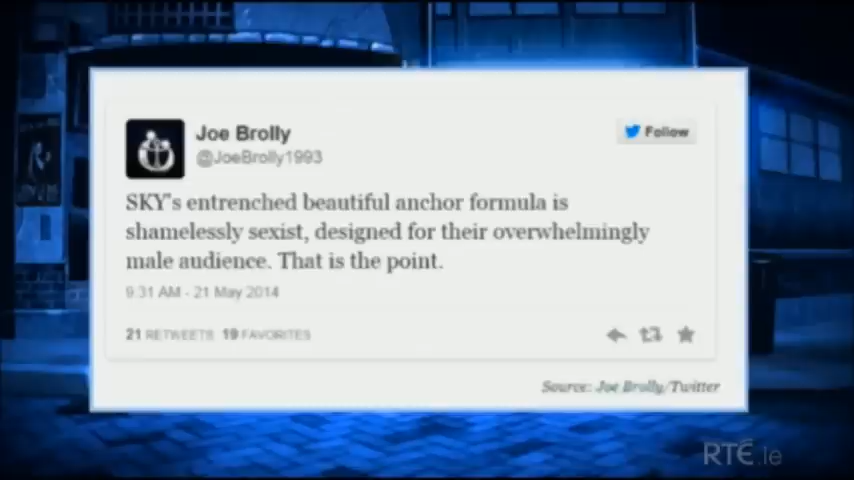 Joe Brolly
@JoeBrolly1993
Follow
SKY's entrenched beautiful anchor formula is
shamelessly sexist, designed for their overwhelmingly
male audience. That is the point.
9:31 AM - 21 May 2014
21 RETWEETS 19 FAVORITES
Source: Joe Brolly/Twitter
RTÉ.ie